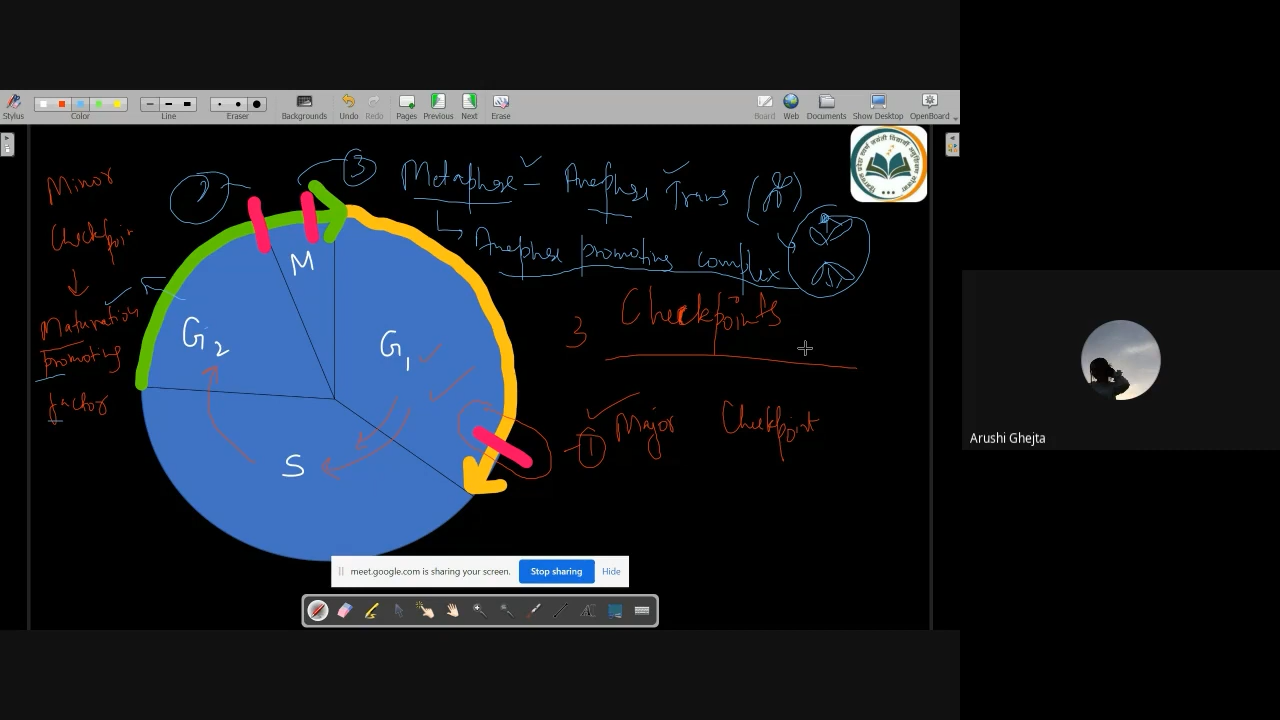 Stylus
Color
Line
Eraser
Backgrounds
Undo
Redo
Pages
Previous
Next
Erase
Board
Web
Documents
Show Desktop
OpenBoard
Minor
Checkpoin
↓
Maturation
promoting
factor
2
3
Metaphase - Anaphase Trans
↳ Anaphase promoting complex
3 Checkpoints
1 Major Checkpoint
M
G2
G1
S
Arushi Ghejta
meet.google.com is sharing your screen.
Stop sharing
Hide